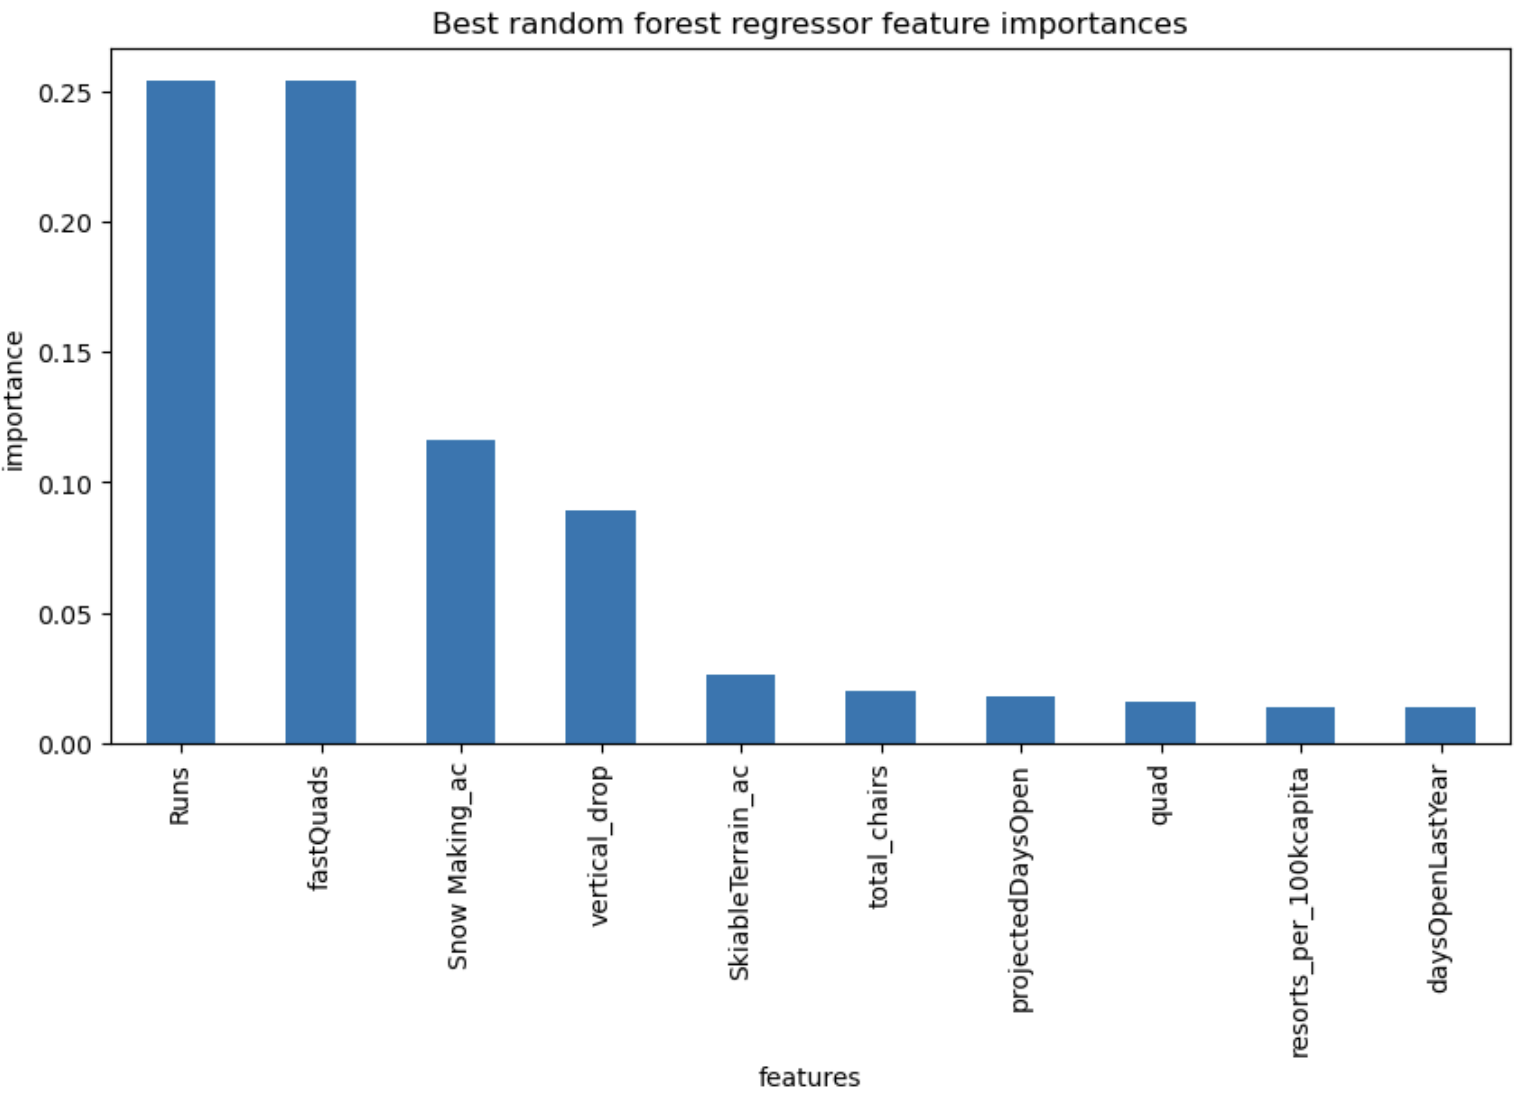 Best random forest regressor feature importances
importance
0.25
0.20
0.15
0.10
0.05
0.00
Runs
fastQuads
Snow Making_ac
vertical_drop
SkiableTerrain_ac
total_chairs
projectedDaysOpen
quad
resorts_per_100kcapita
daysOpenLastYear
features